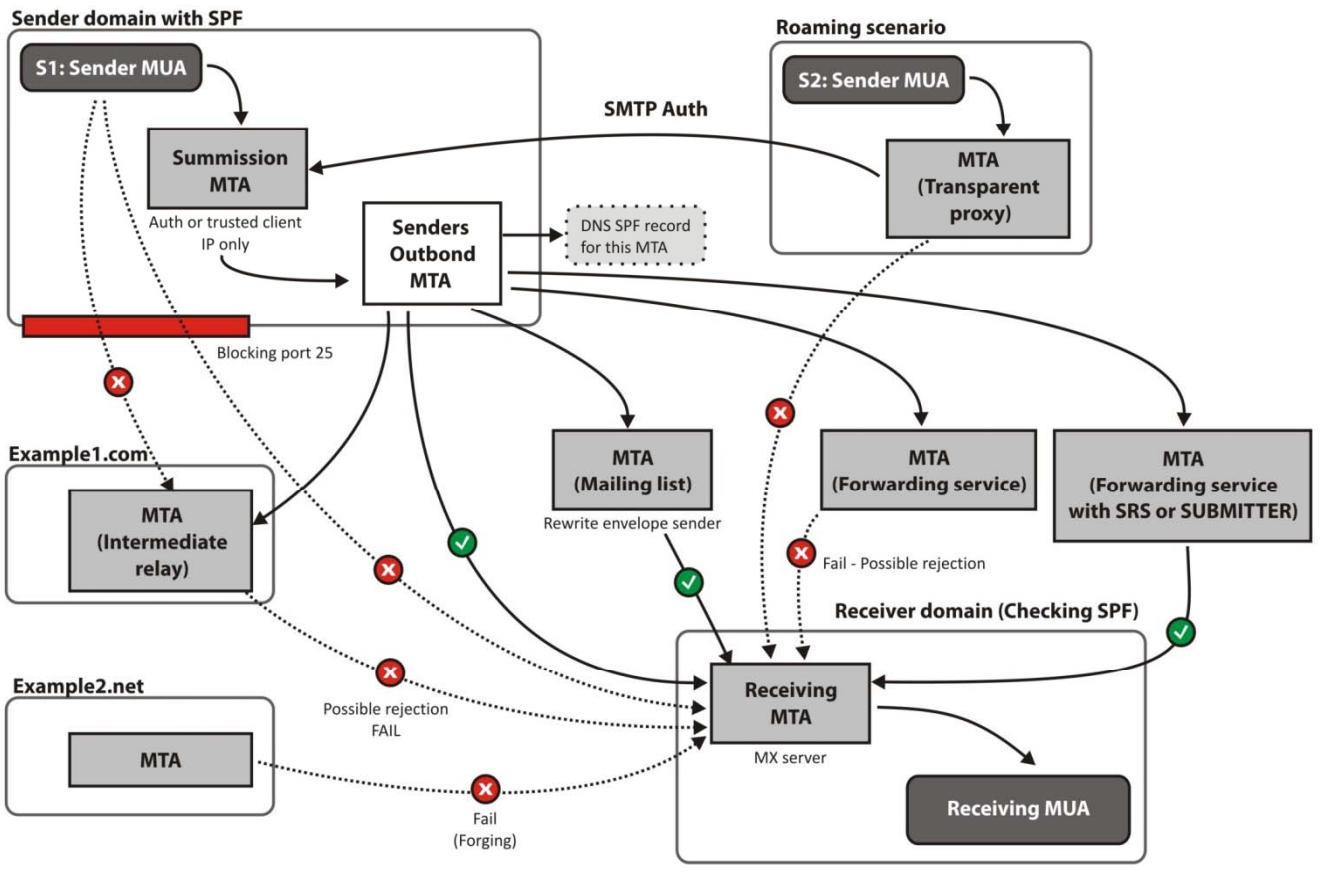 Sender domain with SPF
Roaming scenario
S1: Sender MUA
S2: Sender MUA
SMTP Auth
Summission
MTA
MTA
(Transparent
proxy)
Auth or trusted client
IP only
Senders
Outbond
MTA
DNS SPF record
for this MTA
Blocking port 25
Example1.com
MTA
(Intermediate
relay)
MTA
(Mailing list)
Rewrite envelope sender
MTA
(Forwarding service)
MTA
(Forwarding service
with SRS or SUBMITTER)
Fail - Possible rejection
Receiver domain (Checking SPF)
Example2.net
MTA
Possible rejection
FAIL
Receiving
MTA
MX server
Receiving MUA
Fail
(Forging)